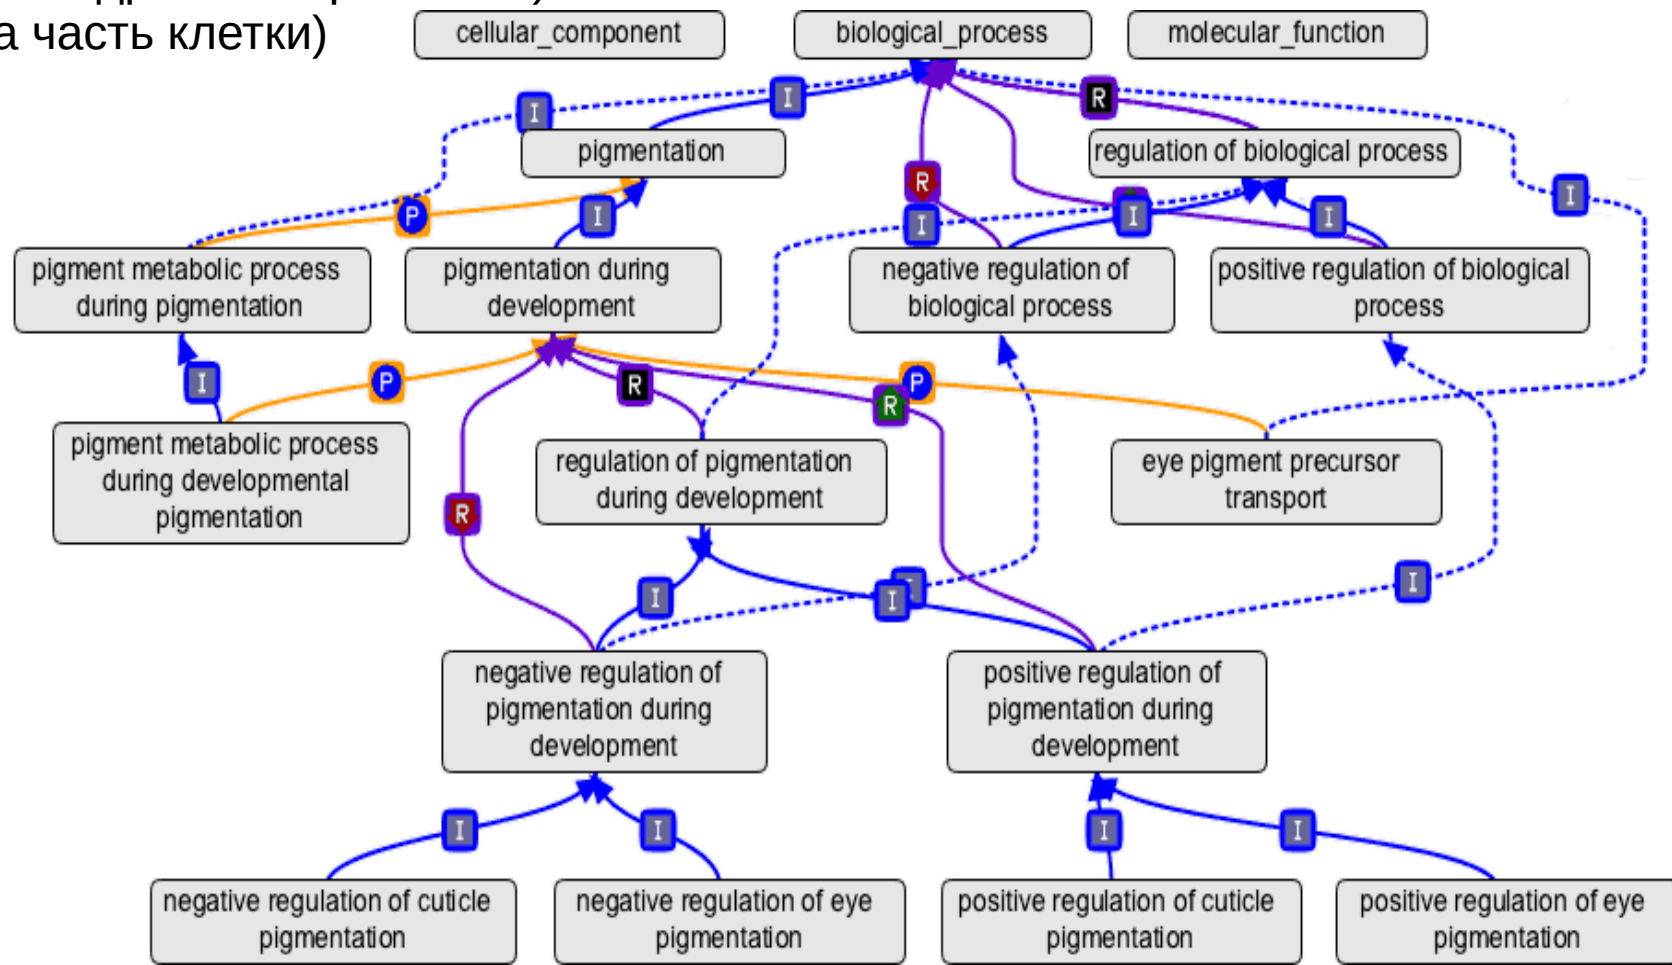 а часть клетки)
cellular_component
biological_process
molecular_function
I
I
R
pigmentation
regulation of biological process
R
I
P
I
I
I
I
pigment metabolic process
during pigmentation
pigmentation during
development
negative regulation of
biological process
positive regulation of biological
process
I
P
R
P
R
pigment metabolic process
during developmental
pigmentation
regulation of pigmentation
during development
eye pigment precursor
transport
R
I
I
I
negative regulation of
pigmentation during
development
positive regulation of
pigmentation during
development
I
I
I
I
negative regulation of cuticle
pigmentation
negative regulation of eye
pigmentation
positive regulation of cuticle
pigmentation
positive regulation of eye
pigmentation